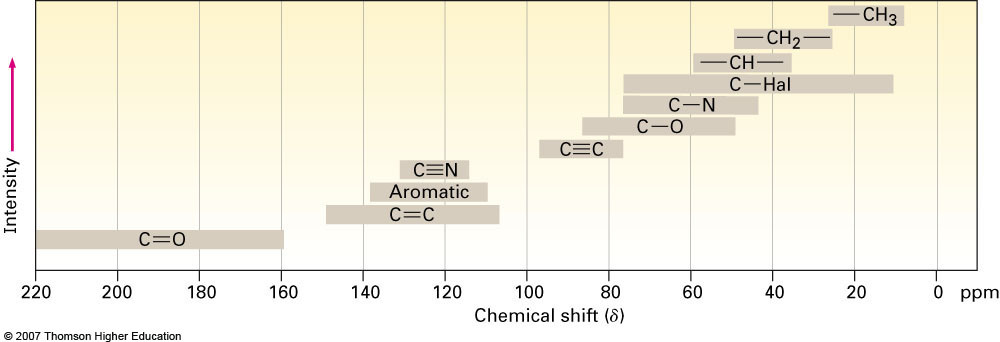 —CH₃
—CH₂—
—CH—
C—Hal
C—N
C—O
C≡C
C≡N
Aromatic
C=C
C=O
Intensity
220 200 180 160 140 120 100 80 60 40 20 0 ppm
Chemical shift (δ)
© 2007 Thomson Higher Education